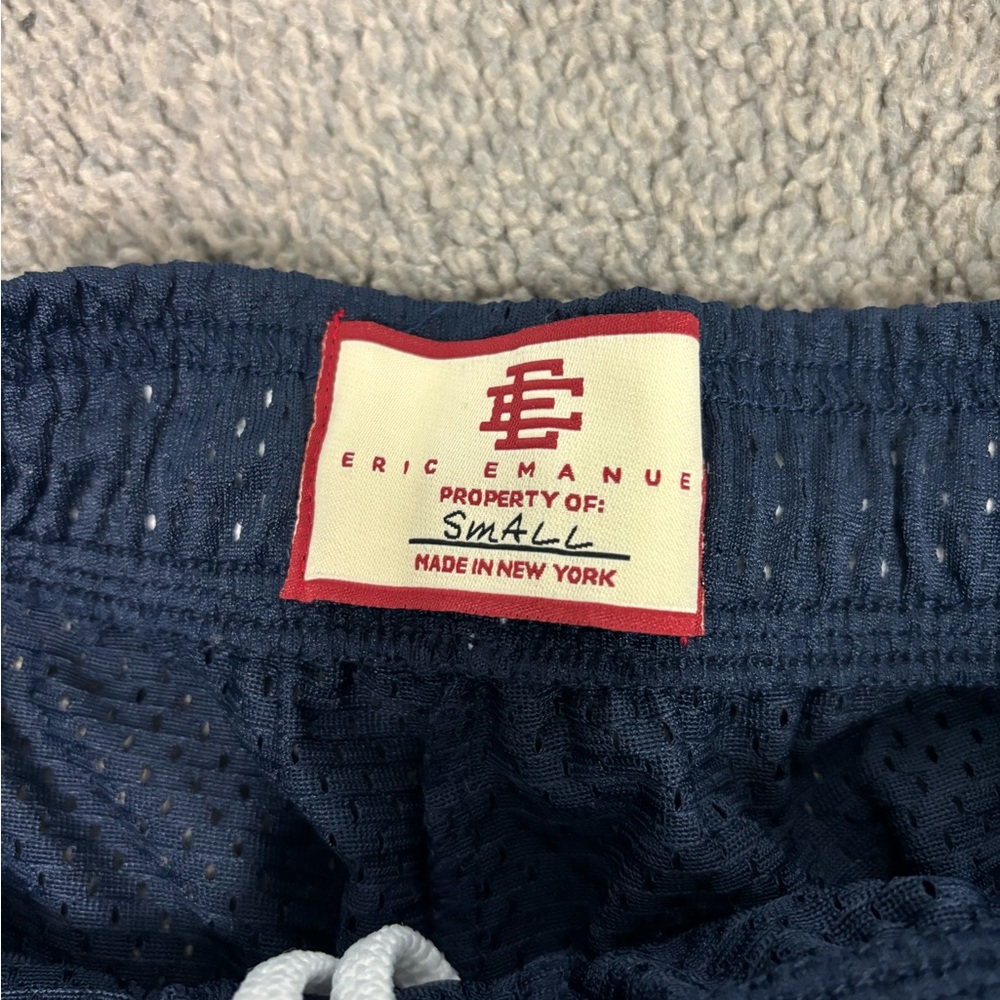 EE
ERIC EMANUE
PROPERTY OF:
SMALL
MADE IN NEW YORK